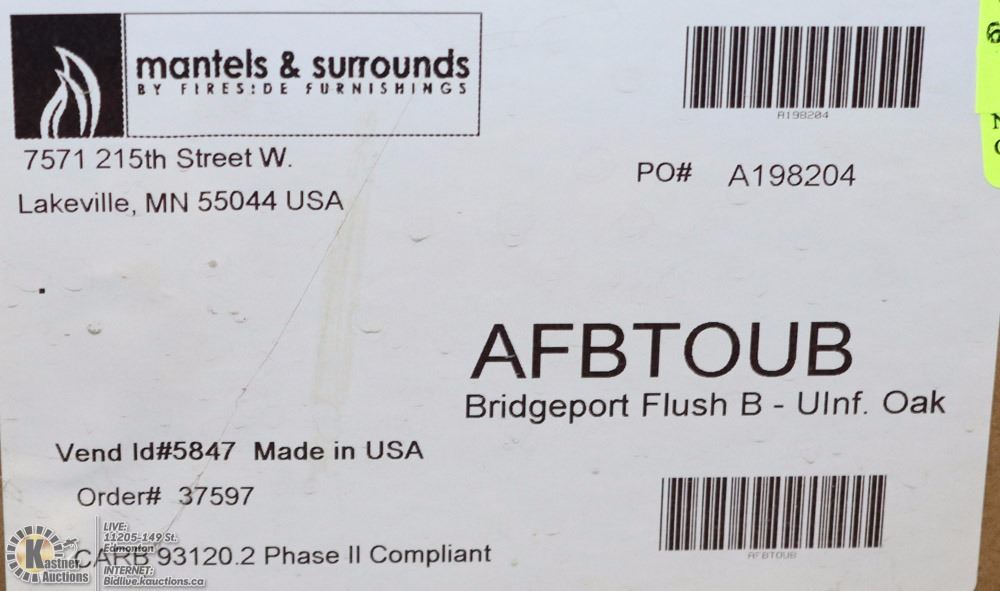 mantels & surrounds
BY FIRESIDE FURNISHINGS
7571 215th Street W.
Lakeville, MN 55044 USA
A198204
PO# A198204
AFBTOUB
Bridgeport Flush B - UInf. Oak
Vend Id#5847 Made in USA
Order# 37597
AFBTOUB
CARB 93120.2 Phase II Compliant
K
Kastner
Auctions
LIVE:
11205-149 St.
Edmonton
INTERNET:
Bidlive.kauctions.ca